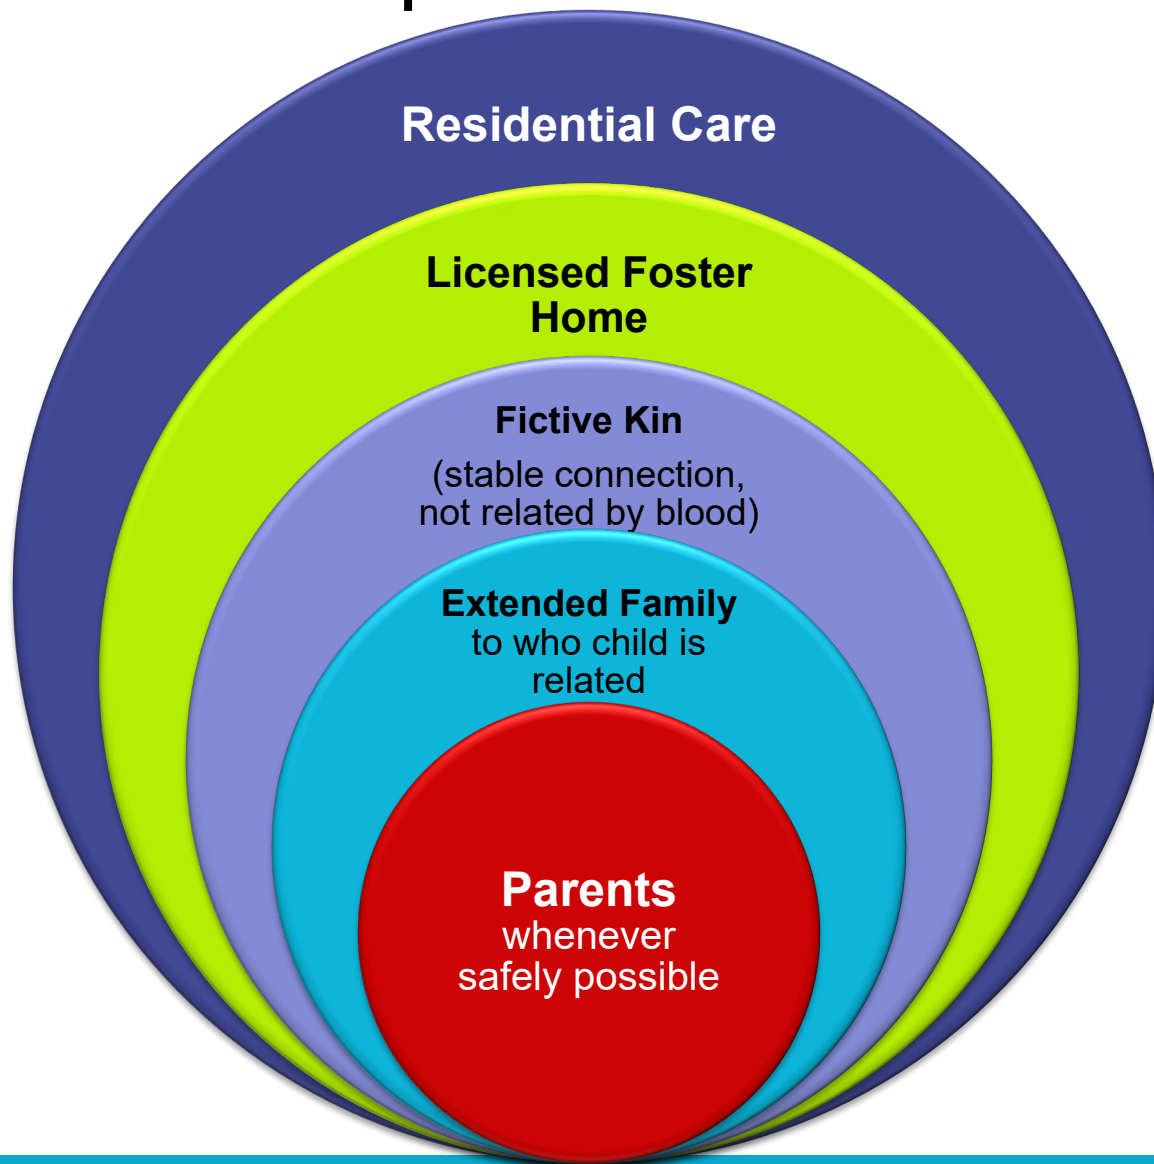 Residential Care
Licensed Foster
Home
Fictive Kin
(stable connection,
not related by blood)
Extended Family
to who child is
related
Parents
whenever
safely possible